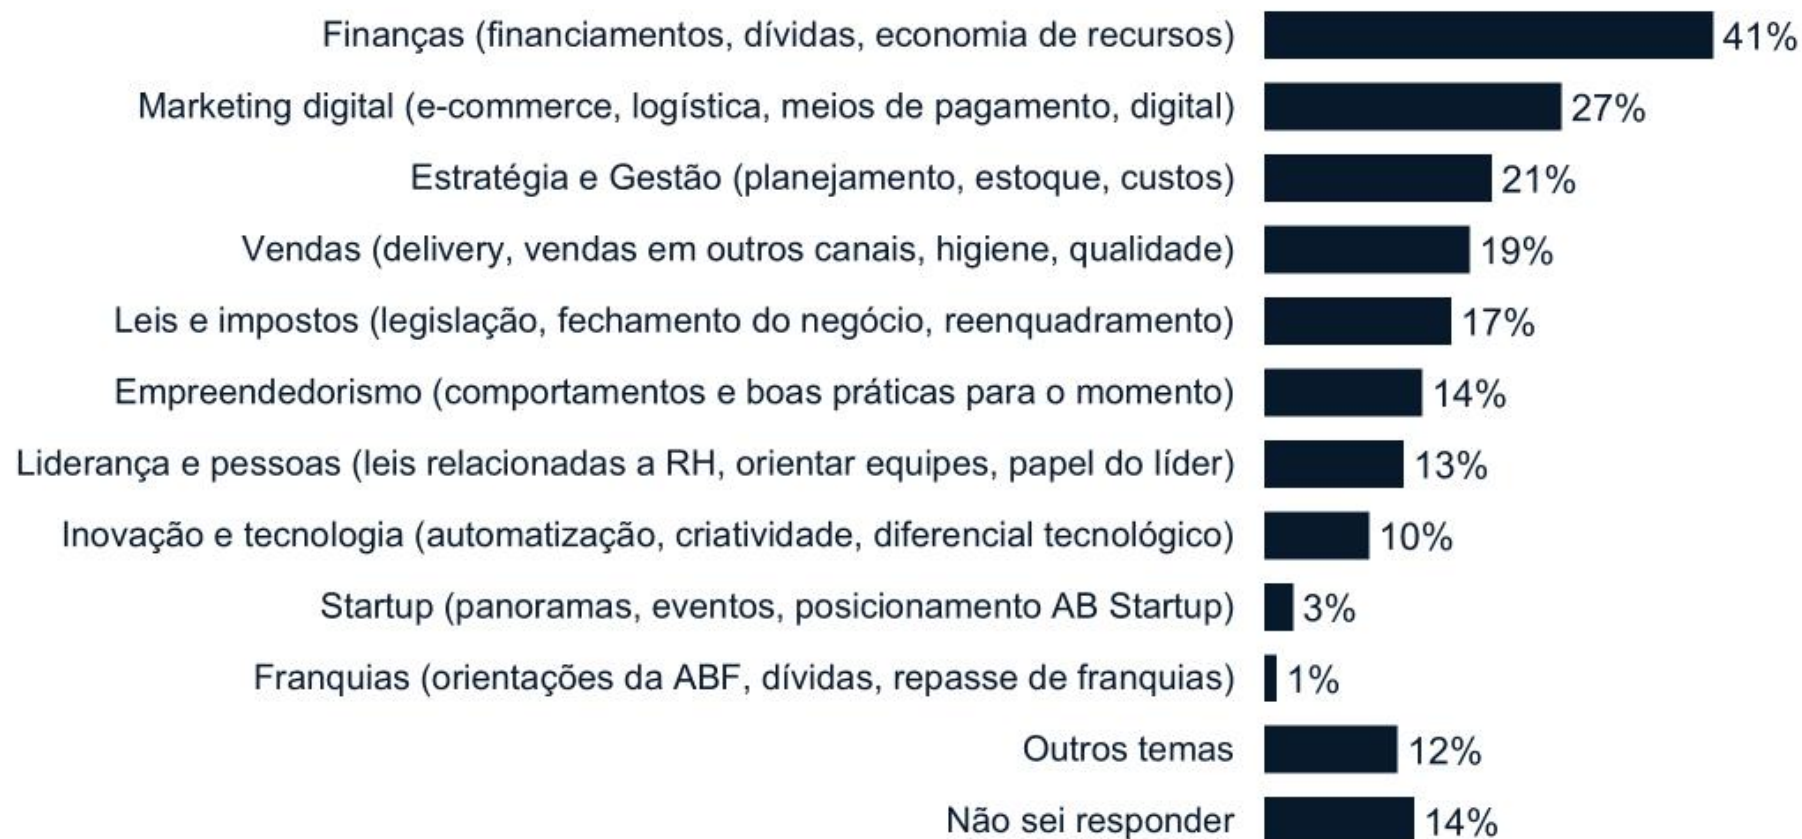 Finanças (financiamentos, dívidas, economia de recursos) 41%
Marketing digital (e-commerce, logística, meios de pagamento, digital) 27%
Estratégia e Gestão (planejamento, estoque, custos) 21%
Vendas (delivery, vendas em outros canais, higiene, qualidade) 19%
Leis e impostos (legislação, fechamento do negócio, reenquadramento) 17%
Empreendedorismo (comportamentos e boas práticas para o momento) 14%
Liderança e pessoas (leis relacionadas a RH, orientar equipes, papel do líder) 13%
Inovação e tecnologia (automatização, criatividade, diferencial tecnológico) 10%
Startup (panoramas, eventos, posicionamento AB Startup) 3%
Franquias (orientações da ABF, dívidas, repasse de franquias) 1%
Outros temas 12%
Não sei responder 14%